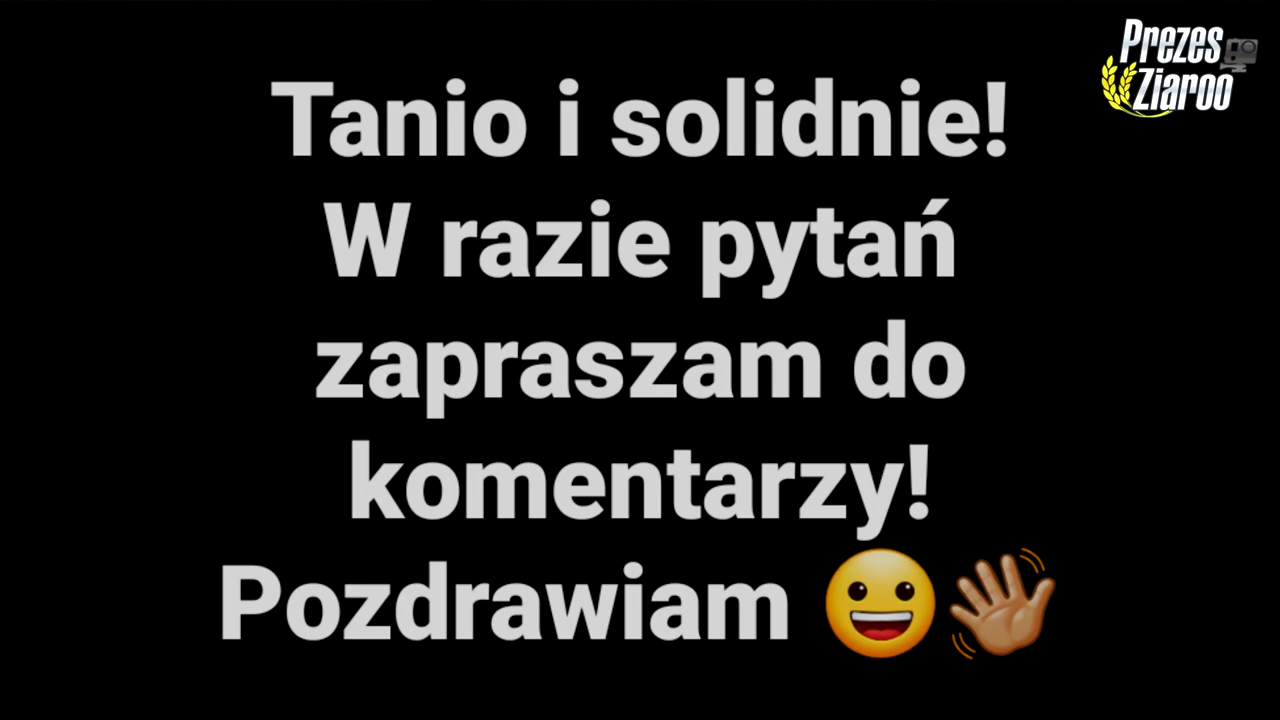 Prezes
Ziaroo
Tanio i solidnie!
W razie pytań
zapraszam do
komentarzy!
Pozdrawiam 😀👋🏽